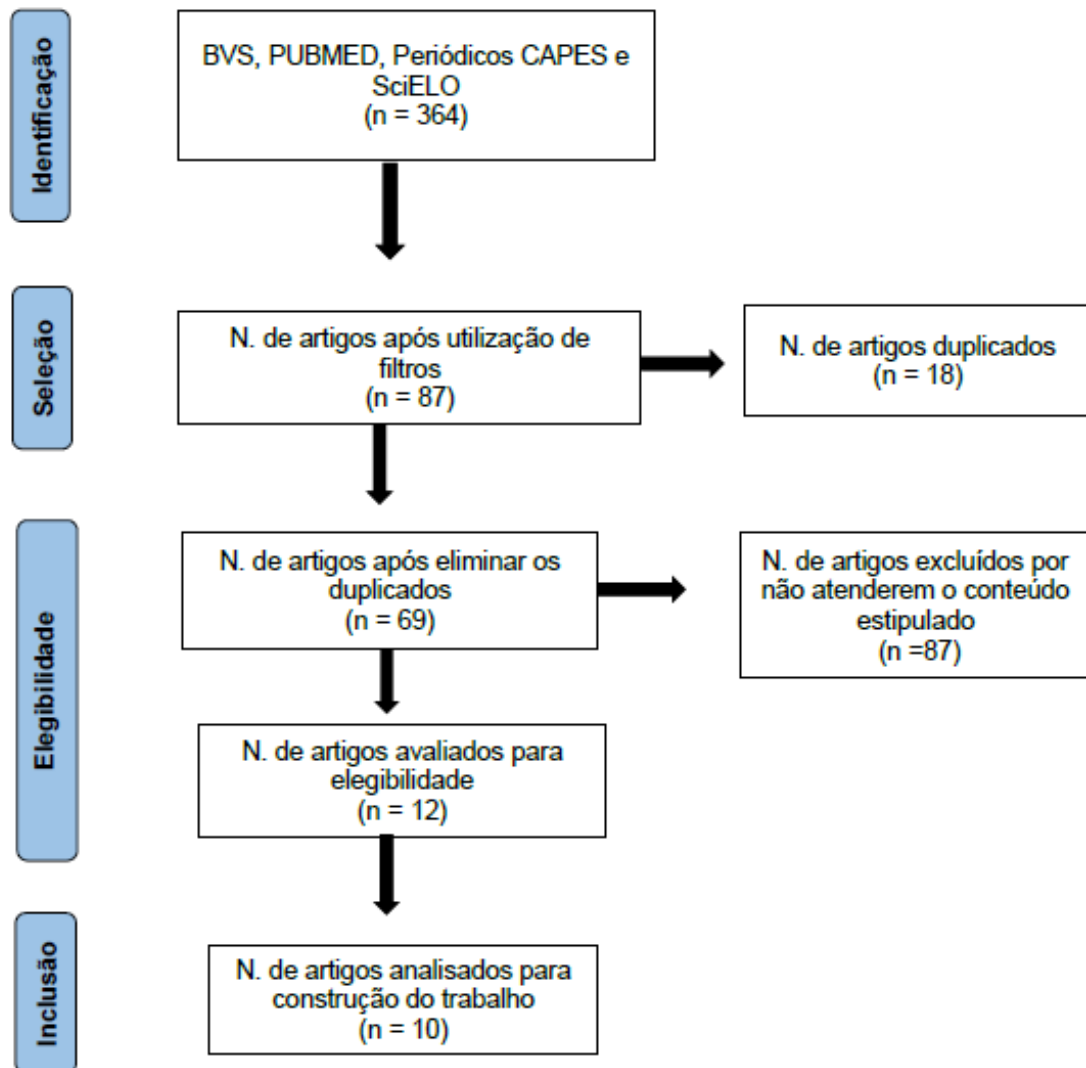 Identificação
BVS, PUBMED, Periódicos CAPES e
SciELO
(n = 364)
Seleção
N. de artigos após utilização de
filtros
(n = 87)
N. de artigos duplicados
(n = 18)
Elegibilidade
N. de artigos após eliminar os
duplicados
(n = 69)
N. de artigos excluídos por
não atenderem o conteúdo
estipulado
(n =87)
N. de artigos avaliados para
elegibilidade
(n = 12)
Inclusão
N. de artigos analisados para
construção do trabalho
(n = 10)